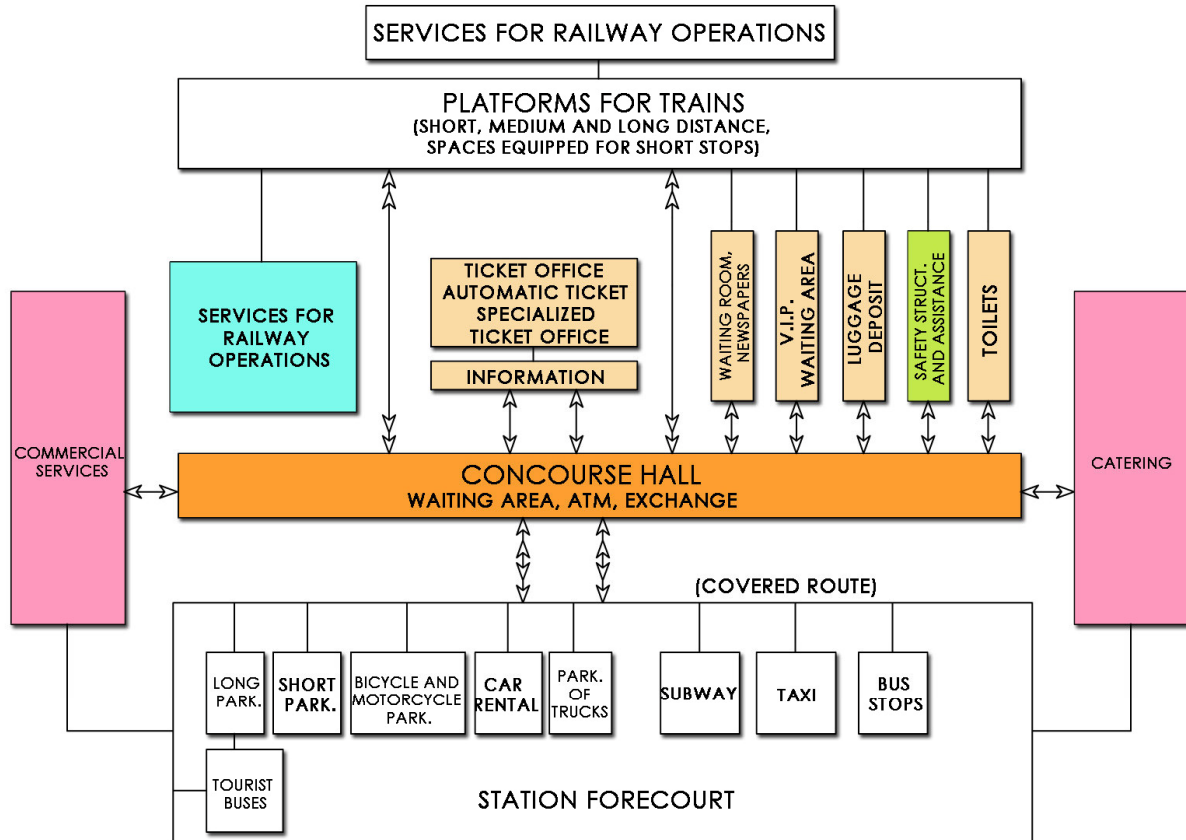 SERVICES FOR RAILWAY OPERATIONS
PLATFORMS FOR TRAINS
(SHORT, MEDIUM AND LONG DISTANCE,
SPACES EQUIPPED FOR SHORT STOPS)
SERVICES FOR
RAILWAY
OPERATIONS
TICKET OFFICE
AUTOMATIC TICKET
SPECIALIZED
TICKET OFFICE
INFORMATION
WAITING ROOM,
NEWSPAPERS
V.I.P.
WAITING AREA
LUGGAGE
DEPOSIT
SAFETY STRUCT.
AND ASSISTANCE
TOILETS
COMMERCIAL
SERVICES
CONCOURSE HALL
WAITING AREA, ATM, EXCHANGE
CATERING
(COVERED ROUTE)
LONG
PARK.
SHORT
PARK.
BICYCLE AND
MOTORCYCLE
PARK.
CAR
RENTAL
PARK.
OF
TRUCKS
SUBWAY
TAXI
BUS
STOPS
TOURIST
BUSES
STATION FORECOURT